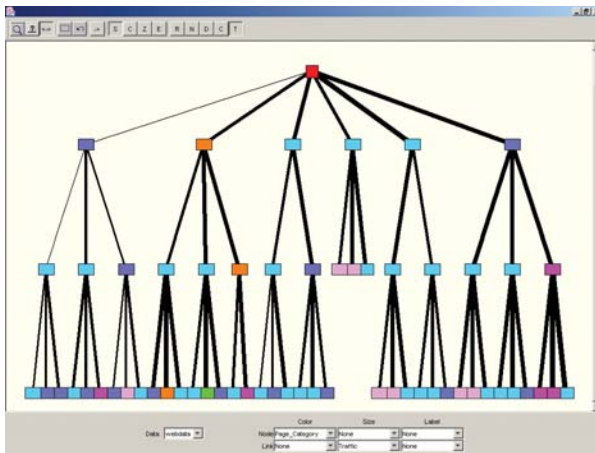 S C Z E R N D C T
Color Size Label
Data: webdata Node Page_Category None None
Link None Traffic None